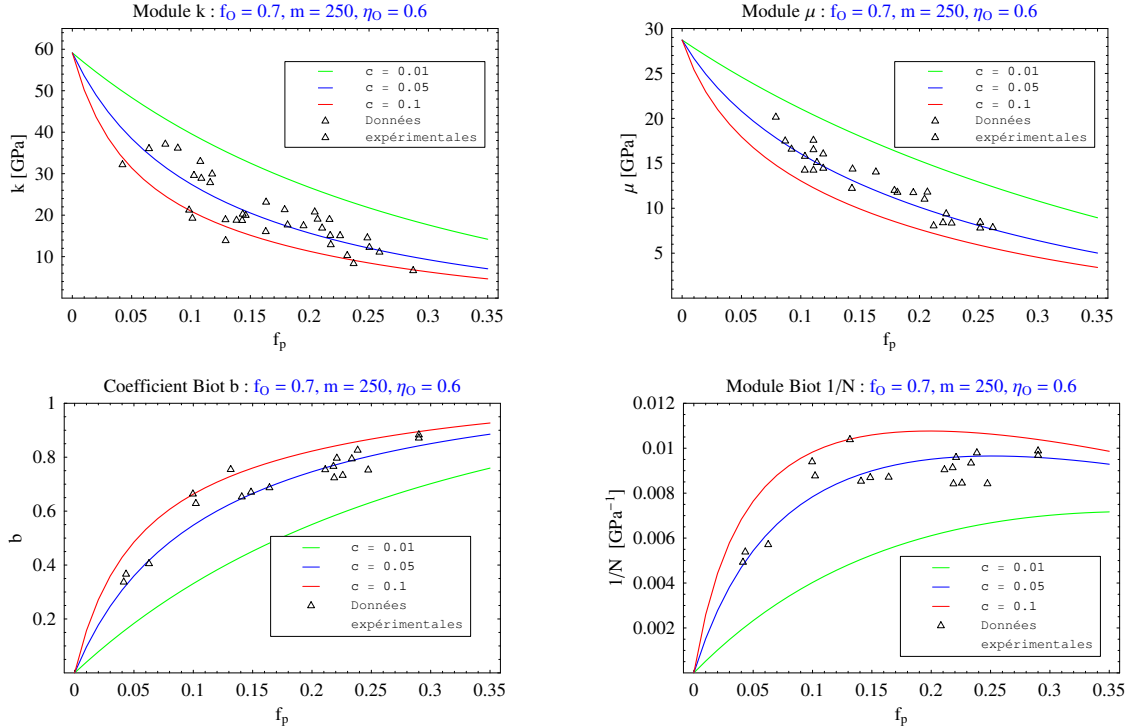 Module k : f_O = 0.7, m = 250, η_O = 0.6
60
50
40
30
20
10
k [GPa]
c = 0.01
c = 0.05
c = 0.1
Données
expérimentales
0 0.05 0.1 0.15 0.2 0.25 0.3 0.35
f_p
Module μ : f_O = 0.7, m = 250, η_O = 0.6
30
25
20
15
10
5
μ [GPa]
c = 0.01
c = 0.05
c = 0.1
Données
expérimentales
0 0.05 0.1 0.15 0.2 0.25 0.3 0.35
f_p
Coefficient Biot b : f_O = 0.7, m = 250, η_O = 0.6
1
0.8
0.6
0.4
0.2
b
c = 0.01
c = 0.05
c = 0.1
Données
expérimentales
0 0.05 0.1 0.15 0.2 0.25 0.3 0.35
f_p
Module Biot 1/N : f_O = 0.7, m = 250, η_O = 0.6
0.012
0.01
0.008
0.006
0.004
0.002
1/N [GPa⁻¹]
c = 0.01
c = 0.05
c = 0.1
Données
expérimentales
0 0.05 0.1 0.15 0.2 0.25 0.3 0.35
f_p